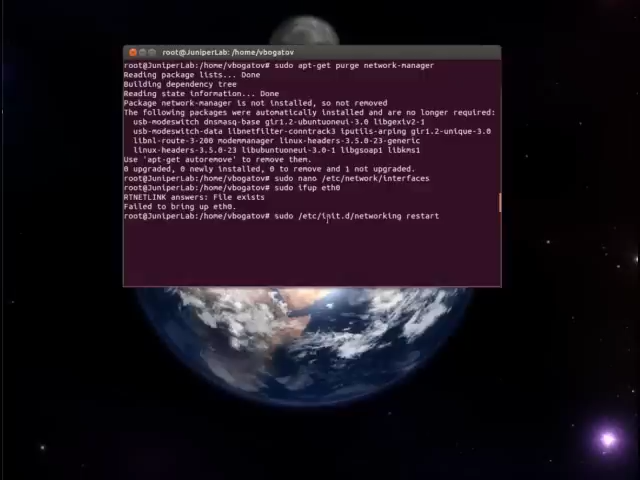 root@JuniperLab: /home/vbogatov
root@JuniperLab:/home/vbogatov# sudo apt-get purge network-manager
Reading package lists... Done
Building dependency tree
Reading state information... Done
Package network-manager is not installed, so not removed
The following packages were automatically installed and are no longer required:
usb-modeswitch dnsmasq-base gir1.2-ubuntuoneui-3.0 libgexiv2-1
usb-modeswitch-data libnetfilter-conntrack3 iputils-arping gir1.2-unique-3.0
libnl-route-3-200 modemmanager linux-headers-3.5.0-23-generic
linux-headers-3.5.0-23 libubuntuoneui-3.0-1 libgsoap1 libkms1
Use 'apt-get autoremove' to remove them.
0 upgraded, 0 newly installed, 0 to remove and 1 not upgraded.
root@JuniperLab:/home/vbogatov# sudo nano /etc/network/interfaces
root@JuniperLab:/home/vbogatov# sudo ifup eth0
RTNETLINK answers: File exists
Failed to bring up eth0.
root@JuniperLab:/home/vbogatov# sudo /etc/init.d/networking restart